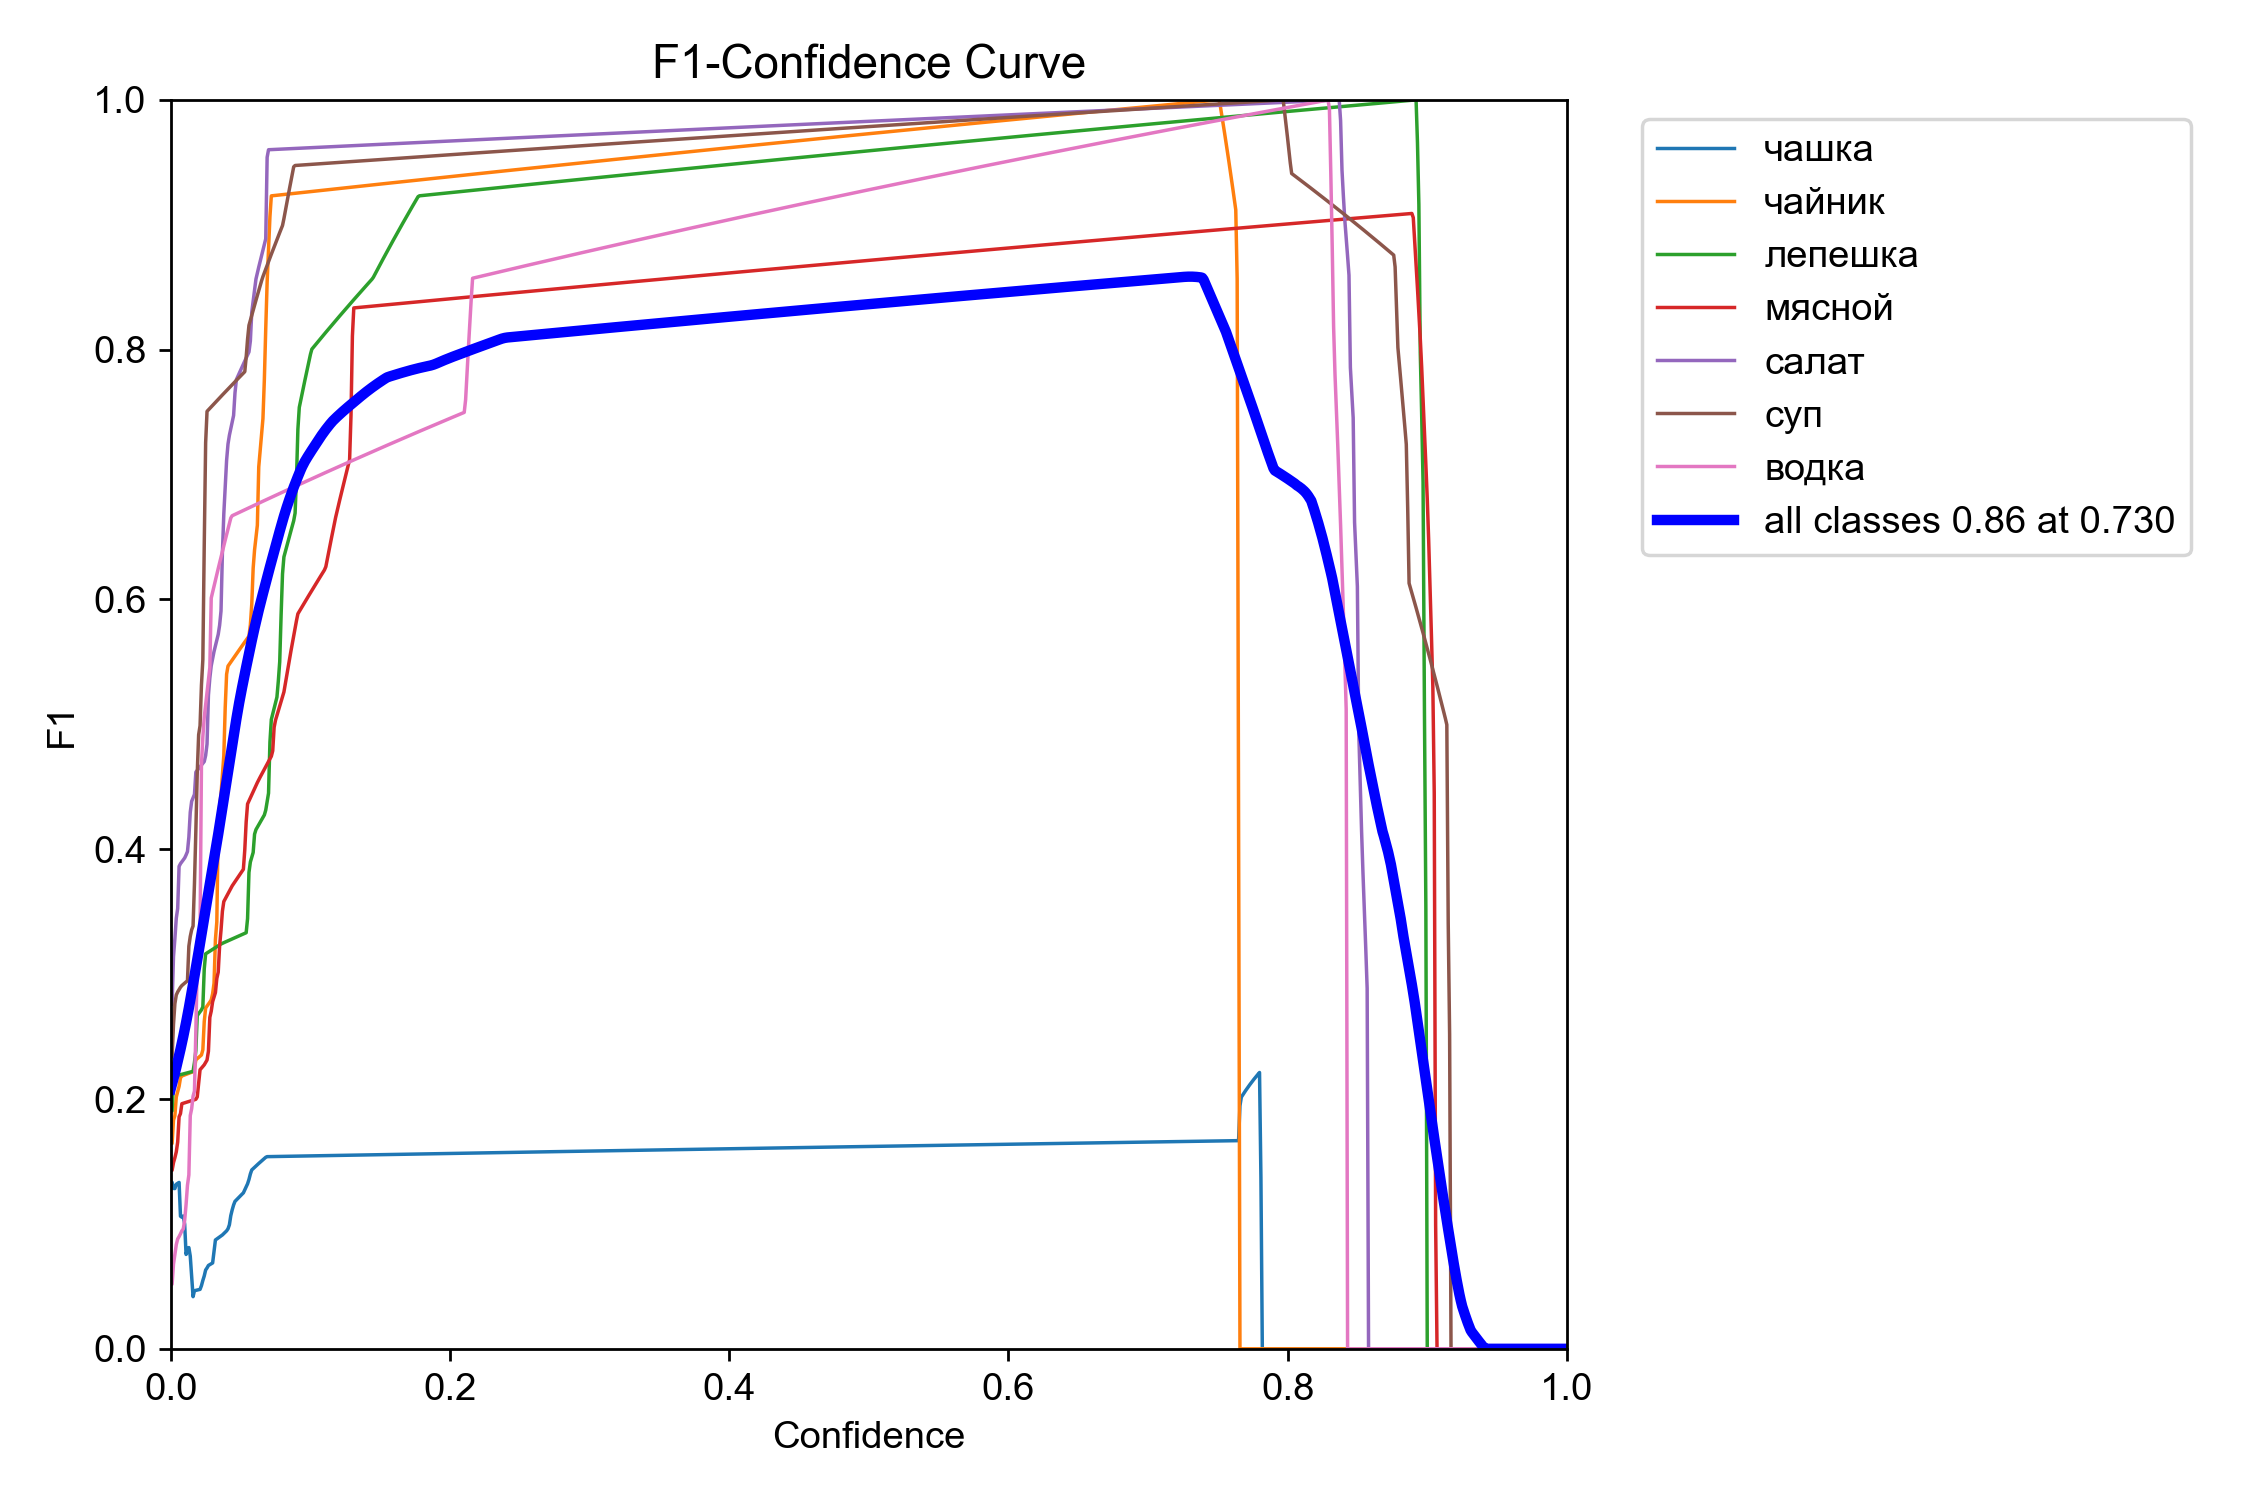 F1-Confidence Curve
1.0
0.8
0.6
0.4
0.2
0.0
F1
0.0 0.2 0.4 0.6 0.8 1.0
Confidence
чашка
чайник
лепешка
мясной
салат
суп
водка
all classes 0.86 at 0.730